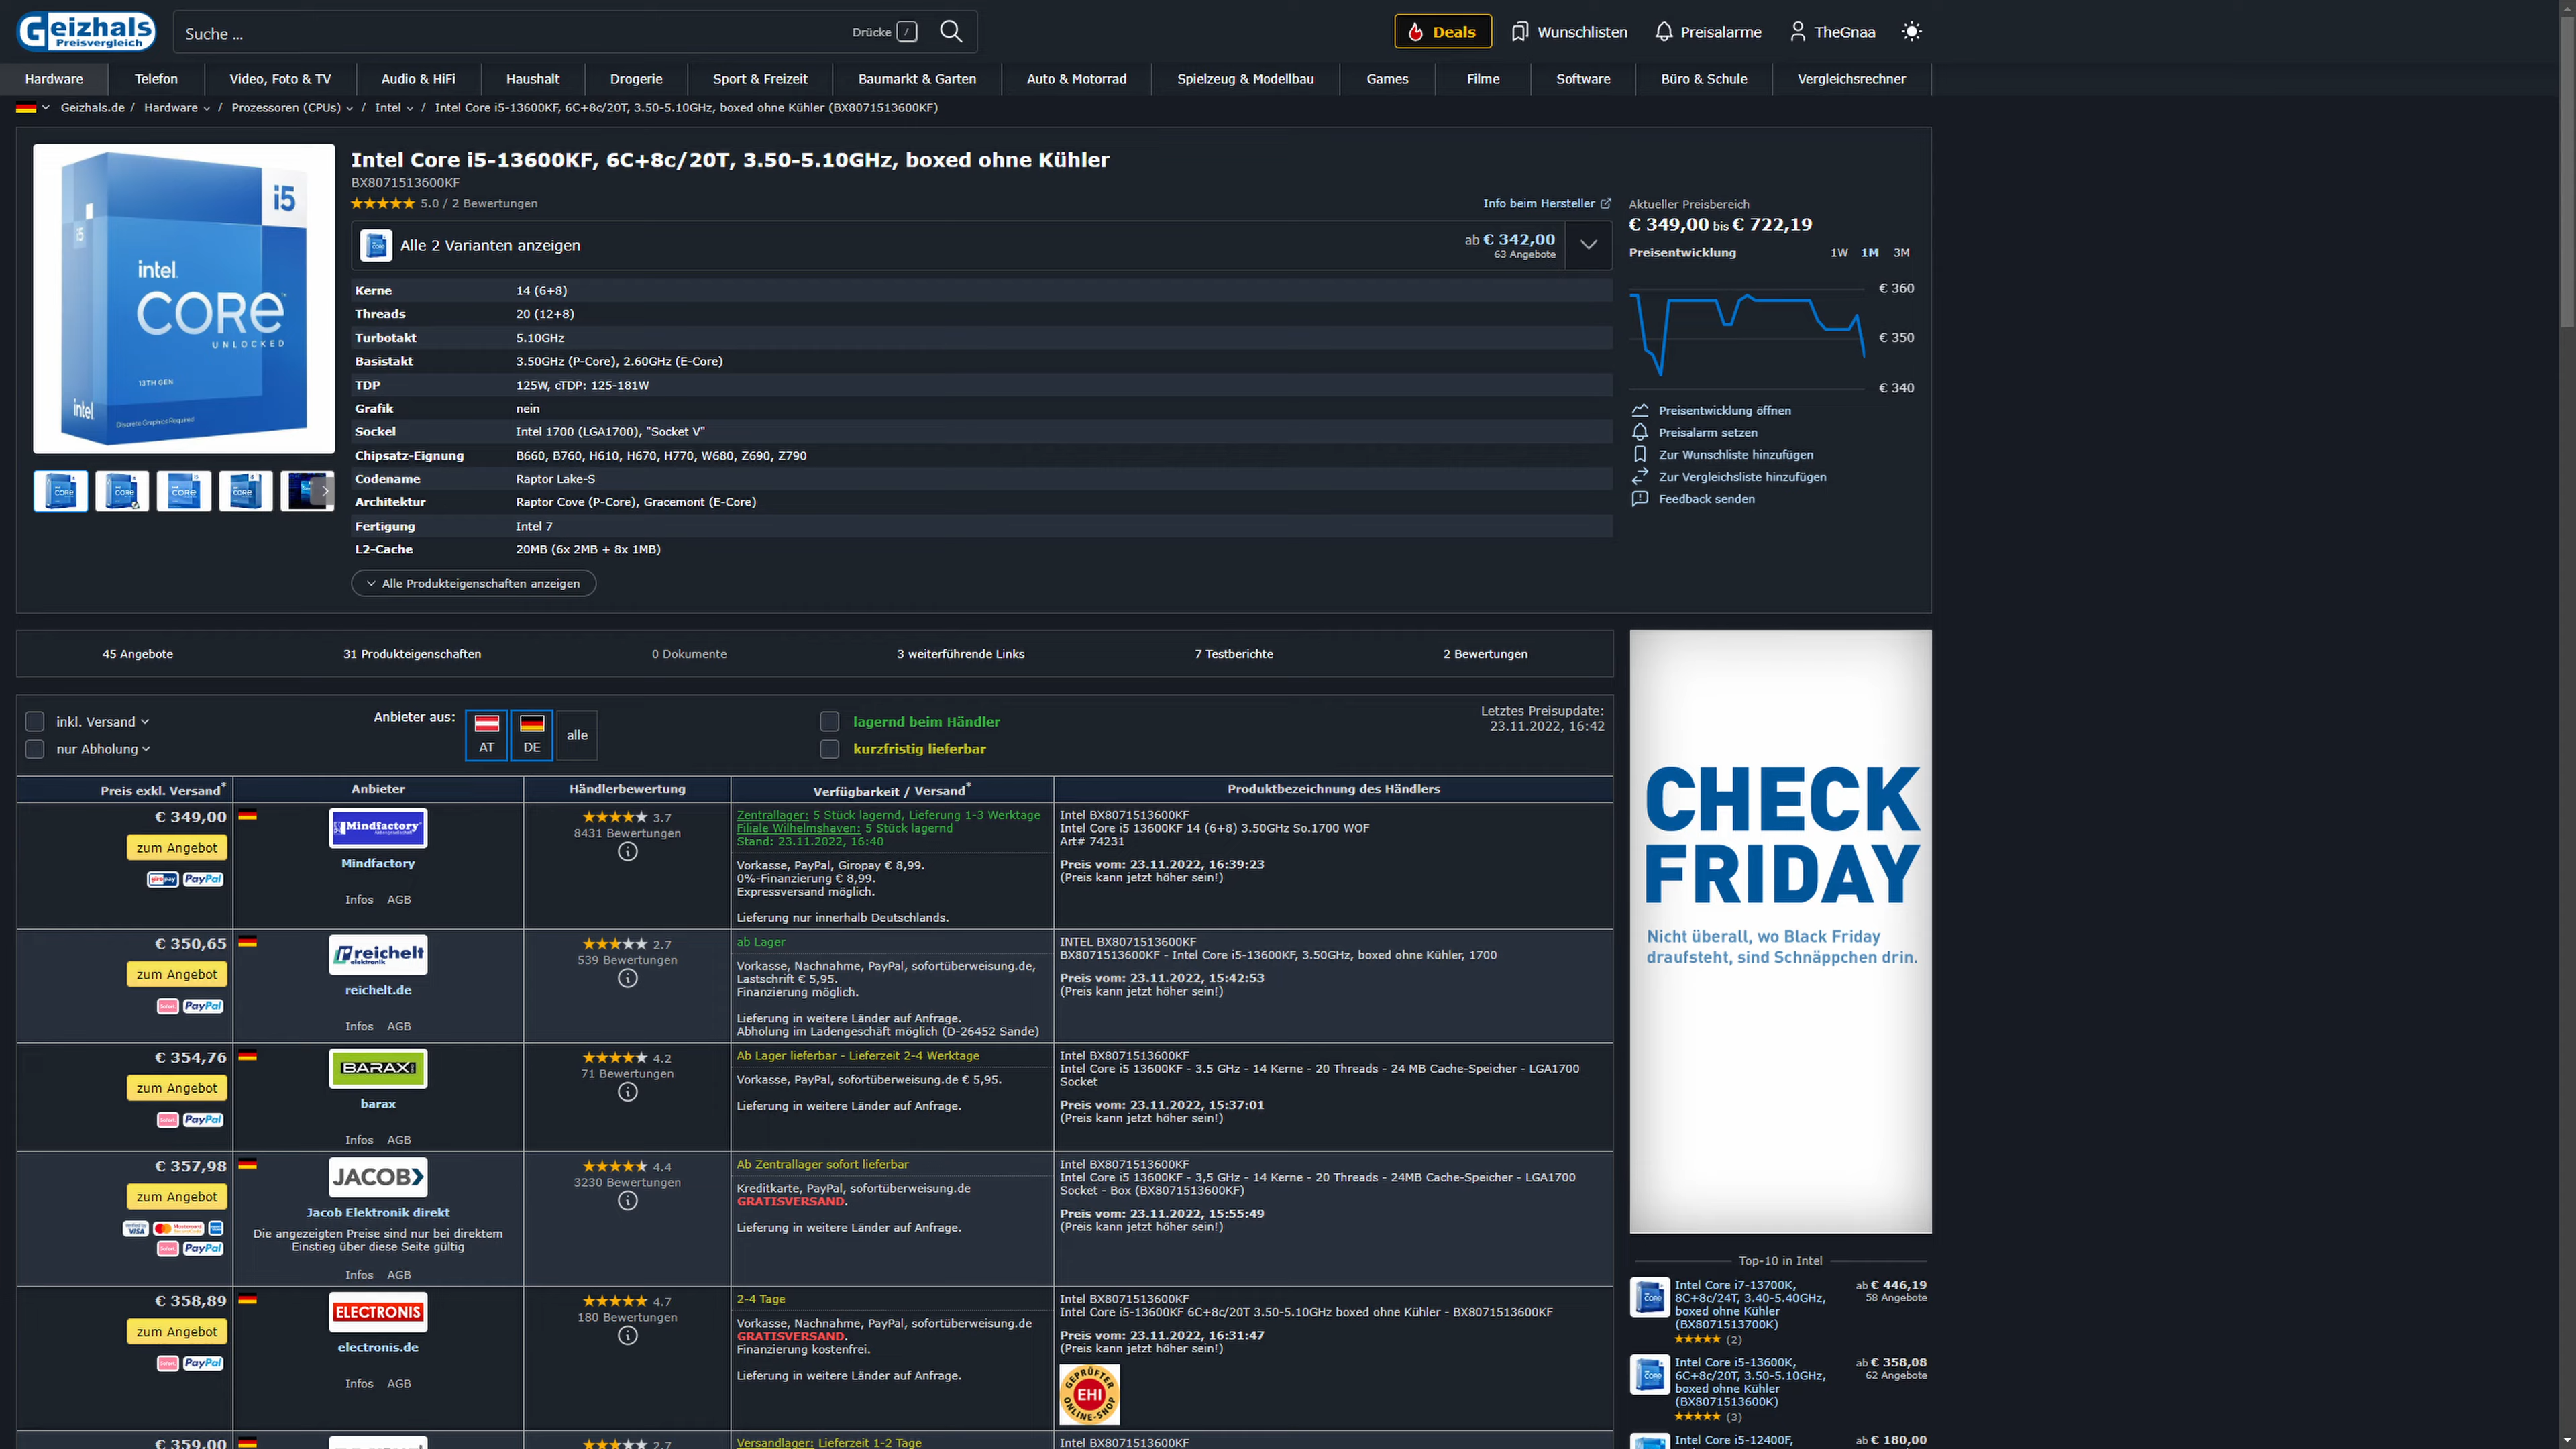 Geizhals
Preisvergleich
Suche ...
Drücke /
Deals
Wunschlisten
Preisalarme
TheGnaa
Hardware
Telefon
Video, Foto & TV
Audio & HiFi
Haushalt
Drogerie
Sport & Freizeit
Baumarkt & Garten
Auto & Motorrad
Spielzeug & Modellbau
Games
Filme
Software
Büro & Schule
Vergleichsrechner
Geizhals.de / Hardware / Prozessoren (CPUs) / Intel / Intel Core i5-13600KF, 6C+8c/20T, 3.50-5.10GHz, boxed ohne Kühler (BX8071513600KF)
i5
i5
intel
CORE
UNLOCKED
13TH GEN
intel
Discrete Graphics Required
Intel Core i5-13600KF, 6C+8c/20T, 3.50-5.10GHz, boxed ohne Kühler
BX8071513600KF
5.0 / 2 Bewertungen
Info beim Hersteller
Alle 2 Varianten anzeigen
ab € 342,00
63 Angebote
Kerne 14 (6+8)
Threads 20 (12+8)
Turbotakt 5.10GHz
Basistakt 3.50GHz (P-Core), 2.60GHz (E-Core)
TDP 125W, cTDP: 125-181W
Grafik nein
Sockel Intel 1700 (LGA1700), "Socket V"
Chipsatz-Eignung B660, B760, H610, H670, H770, W680, Z690, Z790
Codename Raptor Lake-S
Architektur Raptor Cove (P-Core), Gracemont (E-Core)
Fertigung Intel 7
L2-Cache 20MB (6x 2MB + 8x 1MB)
Alle Produkteigenschaften anzeigen
Aktueller Preisbereich
€ 349,00 bis € 722,19
Preisentwicklung 1W 1M 3M
€ 360
€ 350
€ 340
Preisentwicklung öffnen
Preisalarm setzen
Zur Wunschliste hinzufügen
Zur Vergleichsliste hinzufügen
Feedback senden
45 Angebote
31 Produkteigenschaften
0 Dokumente
3 weiterführende Links
7 Testberichte
2 Bewertungen
inkl. Versand
nur Abholung
Anbieter aus:
AT
DE
alle
lagernd beim Händler
kurzfristig lieferbar
Letztes Preisupdate:
23.11.2022, 16:42
Preis exkl. Versand*
Anbieter
Händlerbewertung
Verfügbarkeit / Versand*
Produktbezeichnung des Händlers
€ 349,00
zum Angebot
giropay PayPal
Mindfactory
Mindfactory
Infos AGB
3.7
8431 Bewertungen
Zentrallager: 5 Stück lagernd, Lieferung 1-3 Werktage
Filiale Wilhelmshaven: 5 Stück lagernd
Stand: 23.11.2022, 16:40
Vorkasse, PayPal, Giropay € 8,99.
0%-Finanzierung € 8,99.
Expressversand möglich.
Lieferung nur innerhalb Deutschlands.
Intel BX8071513600KF
Intel Core i5 13600KF 14 (6+8) 3.50GHz So.1700 WOF
Art# 74231
Preis vom: 23.11.2022, 16:39:23
(Preis kann jetzt höher sein!)
€ 350,65
zum Angebot
PayPal
reichelt
elektronik
reichelt.de
Infos AGB
2.7
539 Bewertungen
ab Lager
Vorkasse, Nachnahme, PayPal, sofortüberweisung.de,
Lastschrift € 5,95.
Finanzierung möglich.
Lieferung in weitere Länder auf Anfrage.
Abholung im Ladengeschäft möglich (D-26452 Sande)
INTEL BX8071513600KF
BX8071513600KF - Intel Core i5-13600KF, 3.50GHz, boxed ohne Kühler, 1700
Preis vom: 23.11.2022, 15:42:53
(Preis kann jetzt höher sein!)
€ 354,76
zum Angebot
PayPal
BARAX
barax
Infos AGB
4.2
71 Bewertungen
Ab Lager lieferbar - Lieferzeit 2-4 Werktage
Vorkasse, PayPal, sofortüberweisung.de € 5,95.
Lieferung in weitere Länder auf Anfrage.
Intel BX8071513600KF
Intel Core i5 13600KF - 3.5 GHz - 14 Kerne - 20 Threads - 24 MB Cache-Speicher - LGA1700
Socket
Preis vom: 23.11.2022, 15:37:01
(Preis kann jetzt höher sein!)
€ 357,98
zum Angebot
VISA
PayPal
JACOB
Jacob Elektronik direkt
Die angezeigten Preise sind nur bei direktem
Einstieg über diese Seite gültig
Infos AGB
4.4
3230 Bewertungen
Ab Zentrallager sofort lieferbar
Kreditkarte, PayPal, sofortüberweisung.de
GRATISVERSAND.
Lieferung in weitere Länder auf Anfrage.
Intel BX8071513600KF
Intel Core i5 13600KF - 3,5 GHz - 14 Kerne - 20 Threads - 24MB Cache-Speicher - LGA1700
Socket - Box (BX8071513600KF)
Preis vom: 23.11.2022, 15:55:49
(Preis kann jetzt höher sein!)
€ 358,89
zum Angebot
PayPal
ELECTRONIS
electronis.de
Infos AGB
4.7
180 Bewertungen
2-4 Tage
Vorkasse, Nachnahme, PayPal, sofortüberweisung.de
GRATISVERSAND.
Finanzierung kostenfrei.
Lieferung in weitere Länder auf Anfrage.
Intel BX8071513600KF
Intel Core i5-13600KF 6C+8c/20T 3.50-5.10GHz boxed ohne Kühler - BX8071513600KF
Preis vom: 23.11.2022, 16:31:47
(Preis kann jetzt höher sein!)
GEPRÜFTER
EHI
ONLINE-SHOP
€ 359,00
2.7
Versandlager: Lieferzeit 1-2 Tage
Intel BX8071513600KF
CHECK
FRIDAY
Nicht überall, wo Black Friday
draufsteht, sind Schnäppchen drin.
Top-10 in Intel
Intel Core i7-13700K,
8C+8c/24T, 3.40-5.40GHz,
boxed ohne Kühler
(BX8071513700K)
(2)
ab € 446,19
58 Angebote
Intel Core i5-13600K,
6C+8c/20T, 3.50-5.10GHz,
boxed ohne Kühler
(BX8071513600K)
(3)
ab € 358,08
62 Angebote
Intel Core i5-12400F,
ab € 180,00